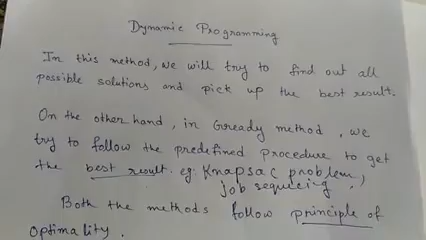 Dynamic Programming
In this method, we will try to find out all
possible solutions and pick up the best result.
On the other hand, in Gready method, we
try to follow the predefined procedure to get
the best result. eg. Knapsac problem,
job sequecing
Both the methods follow principle of
optimality.